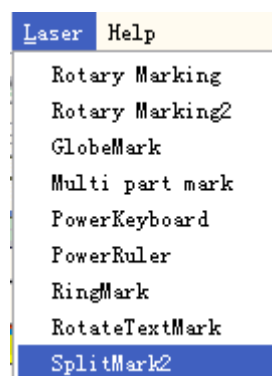 Laser Help
Rotary Marking
Rotary Marking2
GlobeMark
Multi part mark
PowerKeyboard
PowerRuler
RingMark
RotateTextMark
SplitMark2